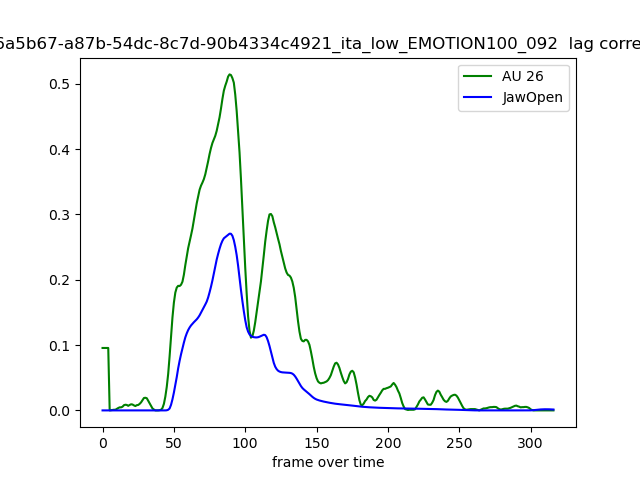 6a5b67-a87b-54dc-8c7d-90b4334c4921_ita_low_EMOTION100_092 lag corre
AU 26
JawOpen
0.5
0.4
0.3
0.2
0.1
0.0
0 50 100 150 200 250 300
frame over time